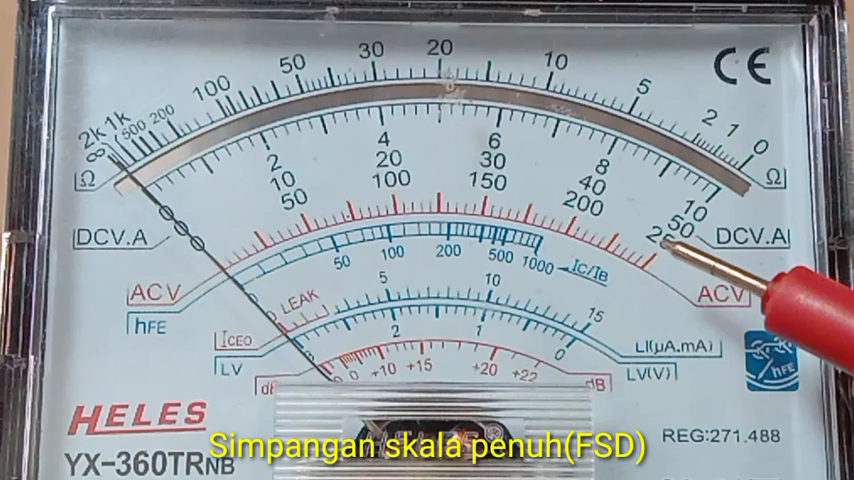 2k 1k 500 200 100 50 30 20 10 5 2 1 0
CE
∞
Ω Ω
2 4 6 8 10
10 20 30 40 50
50 100 150 200
DCV.A DCV.A
ACV ACV
50 100 200 500 1000 IC/IB
hFE
LEAK
5 10 15
ICEO LI(μA.mA)
2 1 0
LV LV(V)
0 +10 +15 +20 +22
dB
hFE
HELES
Simpangan skala penuh(FSD)
REG:271.488
YX-360TRNB